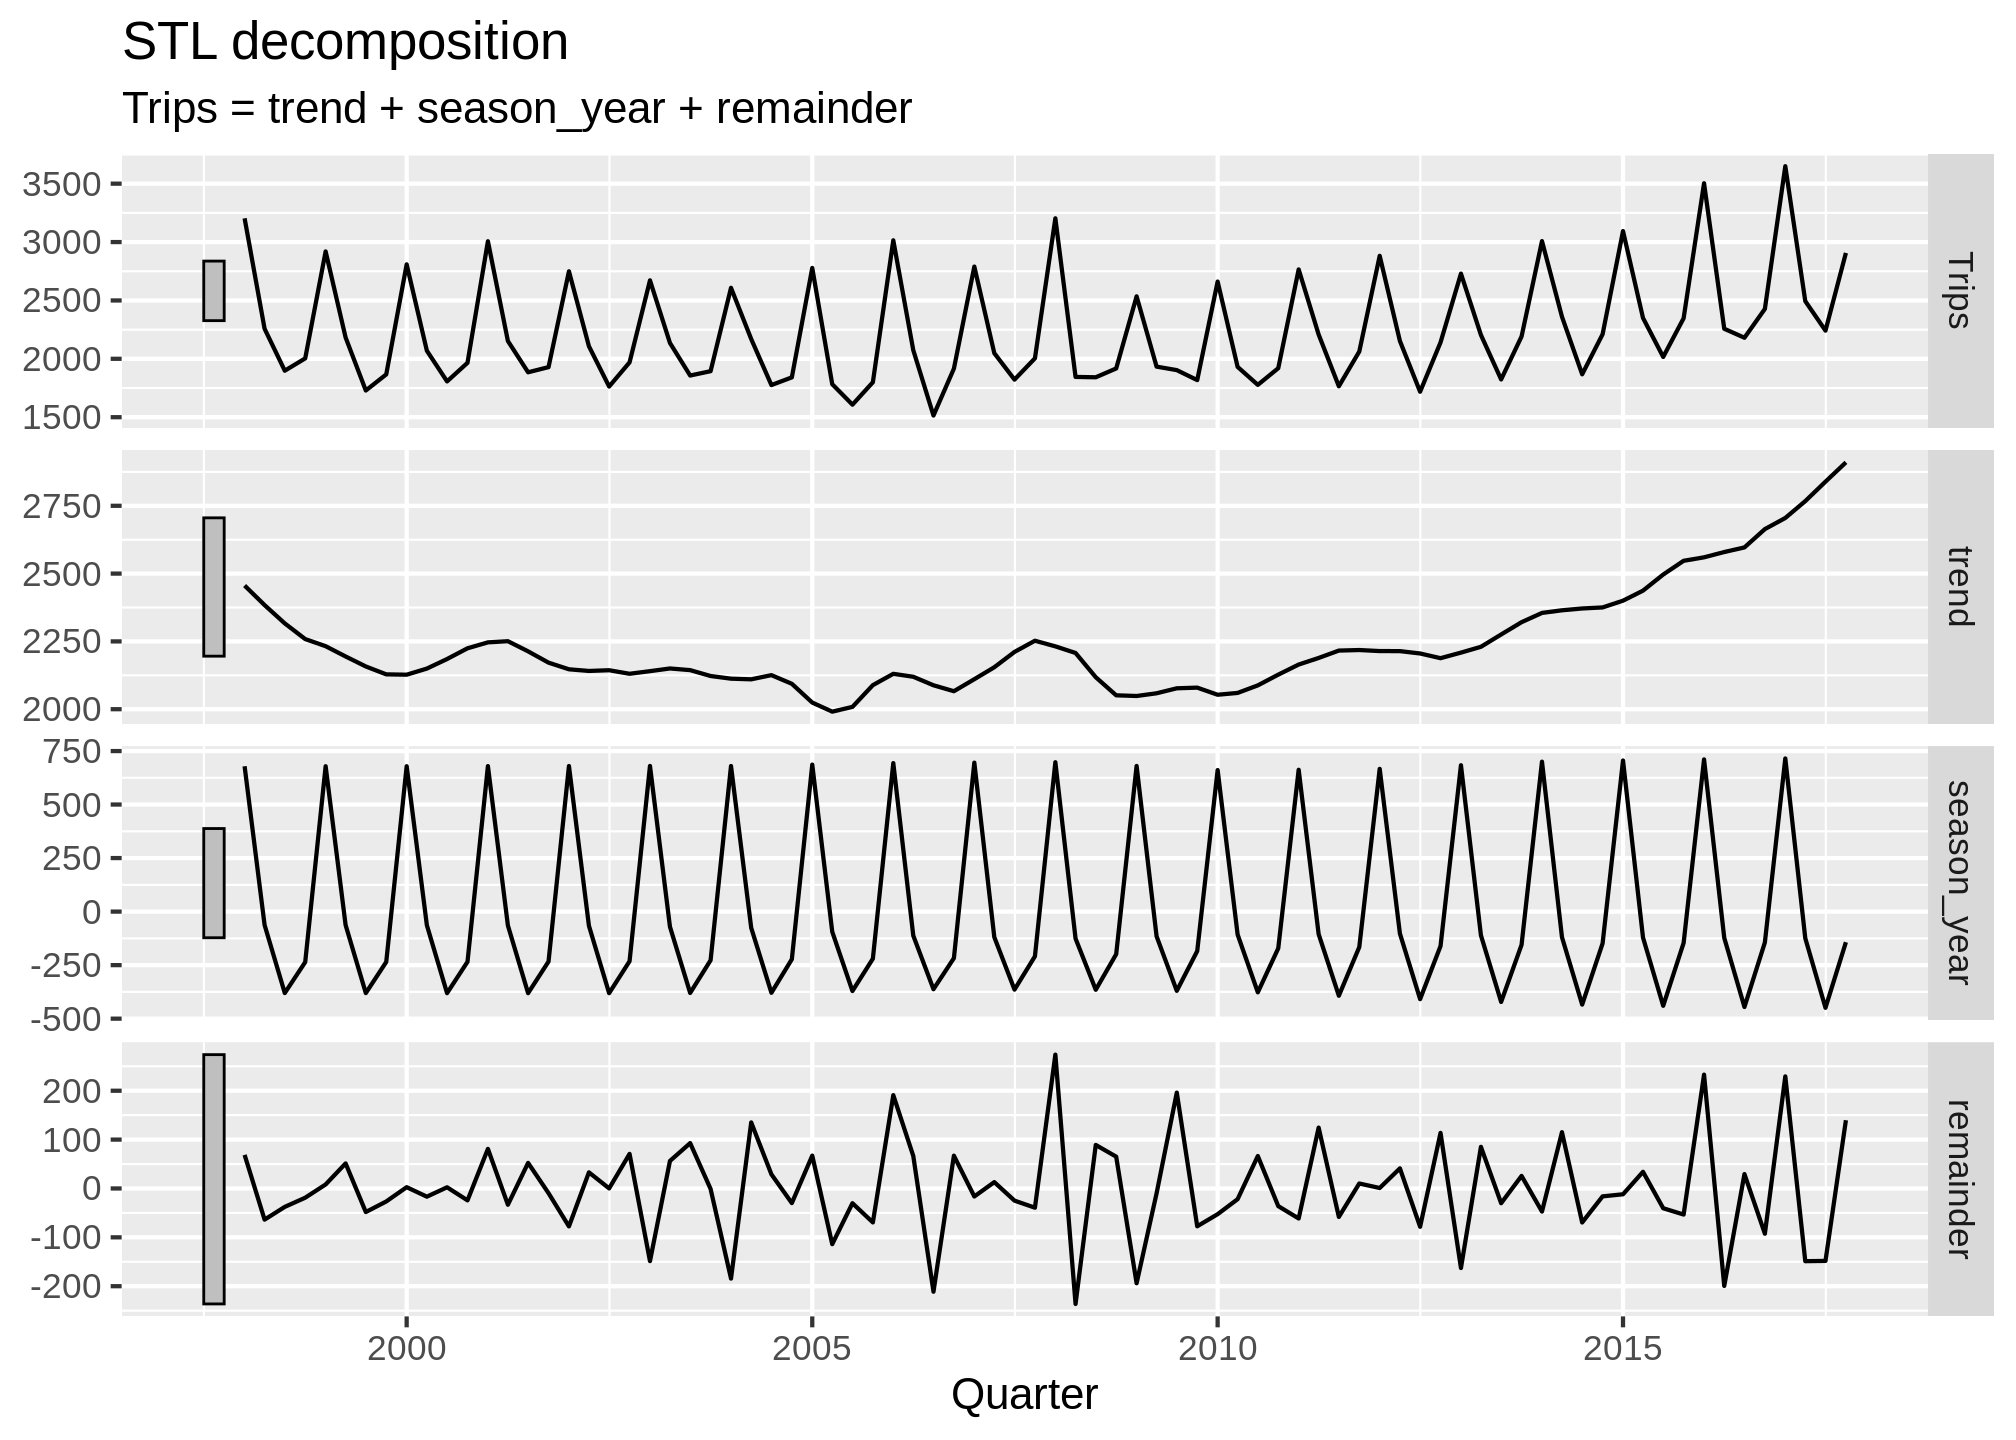 STL decomposition
Trips = trend + season_year + remainder
3500
3000
2500
2000
1500
Trips
2750
2500
2250
2000
trend
750
500
250
0
-250
-500
season_year
200
100
0
-100
-200
remainder
2000 2005 2010 2015
Quarter